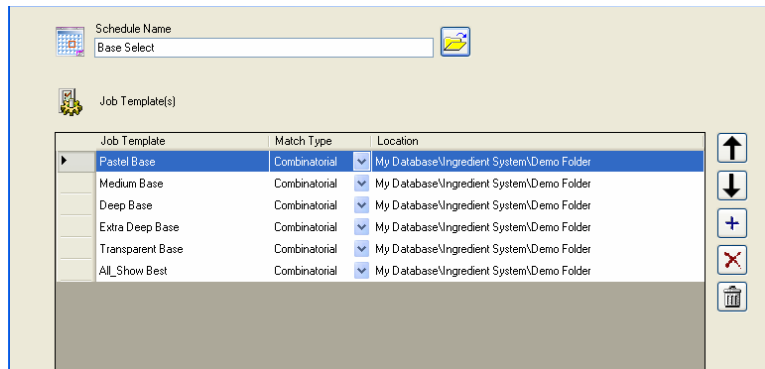 Schedule Name
Base Select
Job Template(s)
Job Template Match Type Location
Pastel Base Combinatorial My Database\Ingredient System\Demo Folder
Medium Base Combinatorial My Database\Ingredient System\Demo Folder
Deep Base Combinatorial My Database\Ingredient System\Demo Folder
Extra Deep Base Combinatorial My Database\Ingredient System\Demo Folder
Transparent Base Combinatorial My Database\Ingredient System\Demo Folder
All_Show Best Combinatorial My Database\Ingredient System\Demo Folder